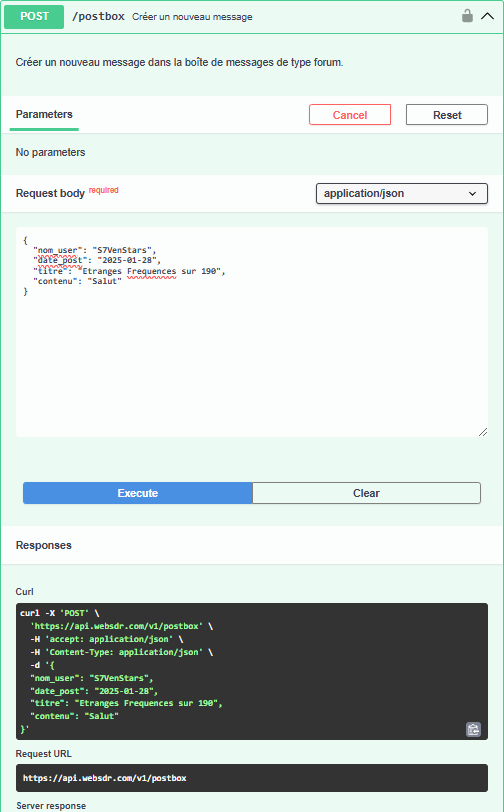 POST /postbox Créer un nouveau message
Créer un nouveau message dans la boîte de messages de type forum.
Parameters
Cancel
Reset
No parameters
Request body required
application/json
{
"nom_user": "S7VenStars",
"date_post": "2025-01-28",
"titre": "Etranges Frequences sur 190",
"contenu": "Salut"
}
Execute
Clear
Responses
Curl
curl -X 'POST' \
'https://api.websdr.com/v1/postbox' \
-H 'accept: application/json' \
-H 'Content-Type: application/json' \
-d '{
"nom_user": "S7VenStars",
"date_post": "2025-01-28",
"titre": "Etranges Frequences sur 190",
"contenu": "Salut"
}'
Request URL
https://api.websdr.com/v1/postbox
Server response